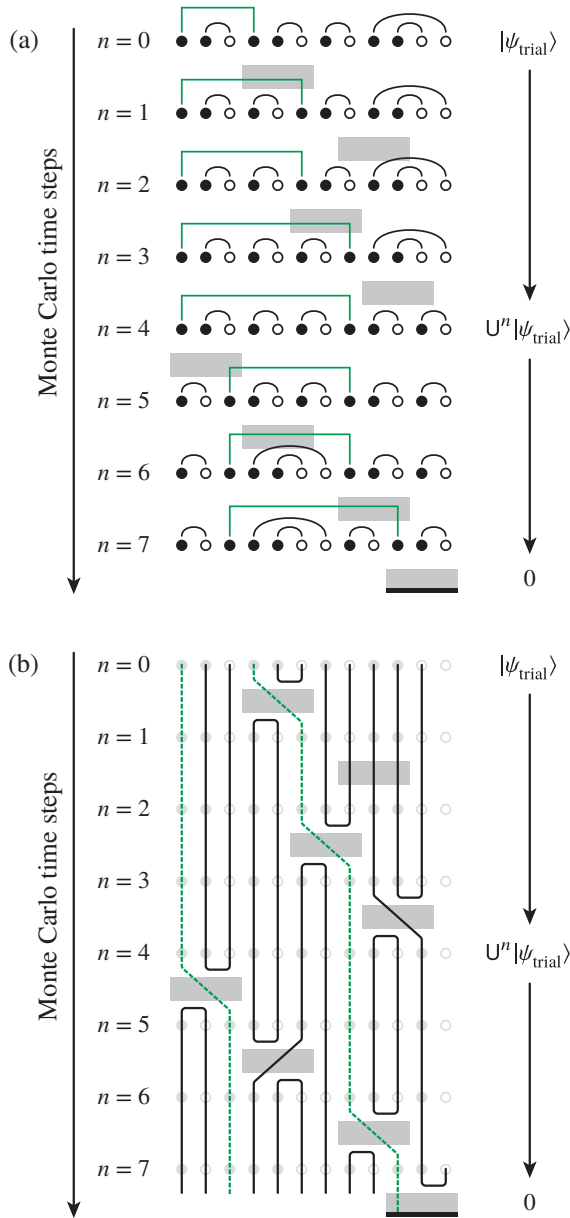 (a)
Monte Carlo time steps
n = 0
n = 1
n = 2
n = 3
n = 4
n = 5
n = 6
n = 7
|ψtrial⟩
Uⁿ|ψtrial⟩
0
(b)
Monte Carlo time steps
n = 0
n = 1
n = 2
n = 3
n = 4
n = 5
n = 6
n = 7
|ψtrial⟩
Uⁿ|ψtrial⟩
0